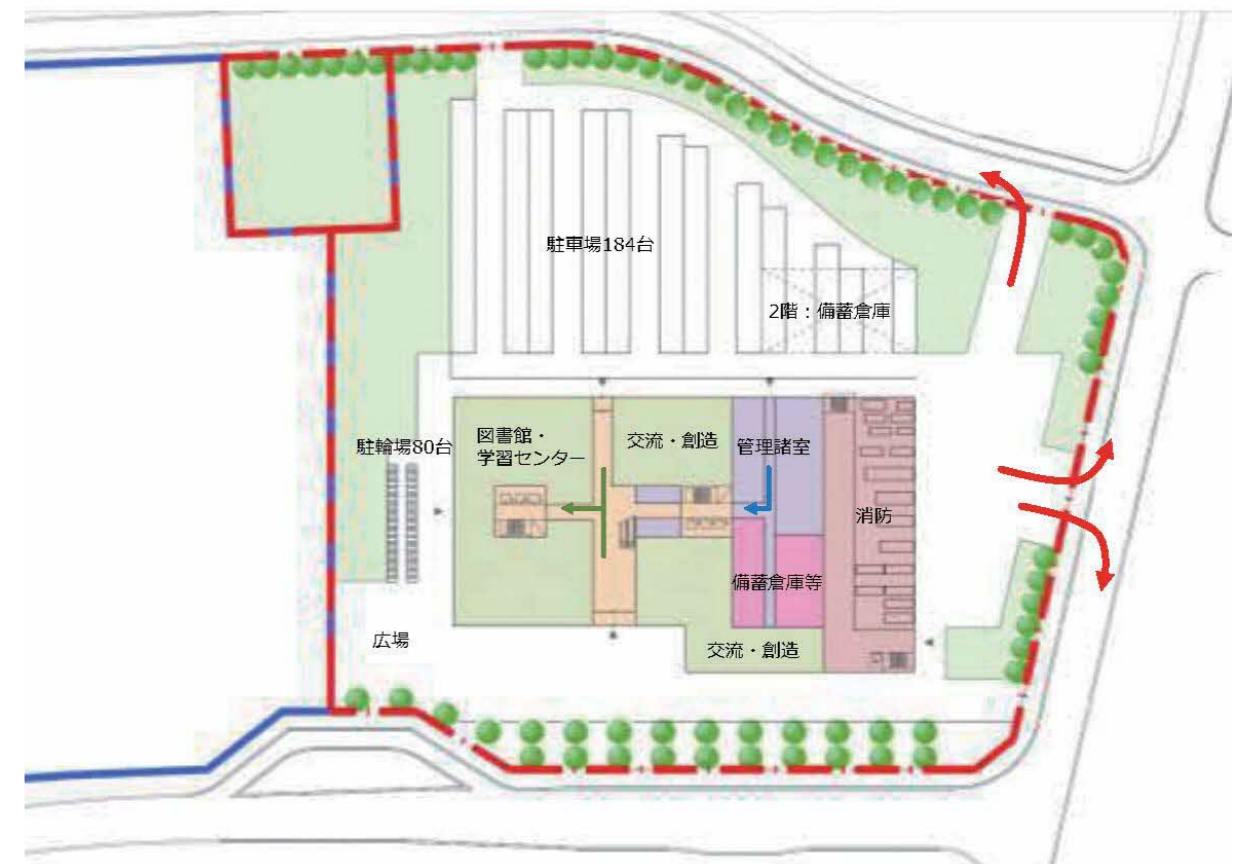 駐車場184台
2階：備蓄倉庫
駐輪場80台
図書館・
学習センター
交流・創造
管理諸室
消防
備蓄倉庫等
広場
交流・創造